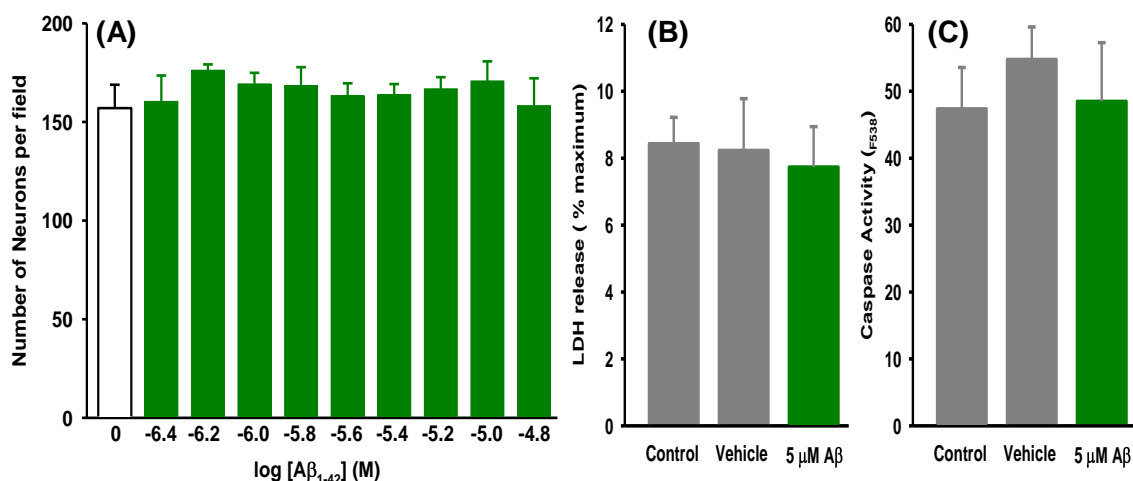 (A)
Number of Neurons per field
200
150
150
50
0
0 -6.4 -6.2 -6.0 -5.8 -5.6 -5.4 -5.2 -5.0 -4.8
log [Aβ1-42] (M)
(B)
LDH release ( % maximum)
12
10
8
6
4
2
0
Control Vehicle 5 μM Aβ
(C)
Caspase Activity (F538)
60
50
40
30
20
10
0
Control Vehicle 5 μM Aβ